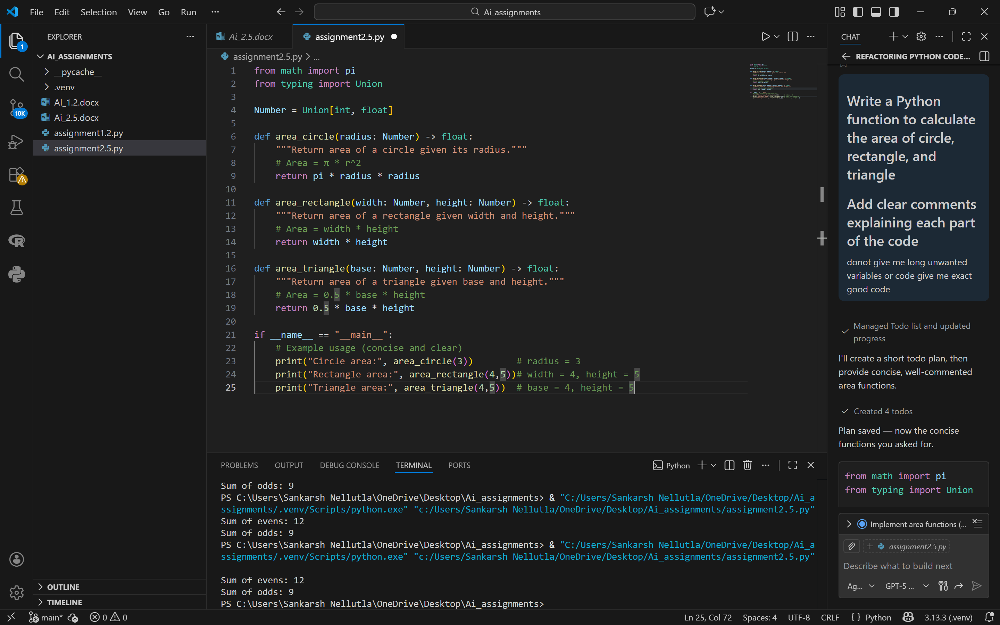 File Edit Selection View Go Run ...
Ai_assignments
EXPLORER
AI_ASSIGNMENTS
__pycache__
.venv
AI_1.2.docx
Ai_2.5.docx
assignment1.2.py
assignment2.5.py
OUTLINE
TIMELINE
1
10K
Ai_2.5.docx
assignment2.5.py
assignment2.5.py > ...
1 from math import pi
2 from typing import Union
3
4 Number = Union[int, float]
5
6 def area_circle(radius: Number) -> float:
7 """Return area of a circle given its radius."""
8 # Area = π * r^2
9 return pi * radius * radius
10
11 def area_rectangle(width: Number, height: Number) -> float:
12 """Return area of a rectangle given width and height."""
13 # Area = width * height
14 return width * height
15
16 def area_triangle(base: Number, height: Number) -> float:
17 """Return area of a triangle given base and height."""
18 # Area = 0.5 * base * height
19 return 0.5 * base * height
20
21 if __name__ == "__main__":
22 # Example usage (concise and clear)
23 print("Circle area:", area_circle(3)) # radius = 3
24 print("Rectangle area:", area_rectangle(4,5))# width = 4, height = 5
25 print("Triangle area:", area_triangle(4,5)) # base = 4, height = 5
PROBLEMS OUTPUT DEBUG CONSOLE TERMINAL PORTS
Python
Sum of odds: 9
PS C:\Users\Sankarsh Nellutla\OneDrive\Desktop\Ai_assignments> & "C:/Users/Sankarsh Nellutla/OneDrive/Desktop/Ai_a
ssignments/.venv/Scripts/python.exe" "c:/Users/Sankarsh Nellutla/OneDrive/Desktop/Ai_assignments/assignment2.5.py"
Sum of evens: 12
Sum of odds: 9
PS C:\Users\Sankarsh Nellutla\OneDrive\Desktop\Ai_assignments> & "C:/Users/Sankarsh Nellutla/OneDrive/Desktop/Ai_a
ssignments/.venv/Scripts/python.exe" "c:/Users/Sankarsh Nellutla/OneDrive/Desktop/Ai_assignments/assignment2.5.py"
Sum of evens: 12
Sum of odds: 9
PS C:\Users\Sankarsh Nellutla\OneDrive\Desktop\Ai_assignments>
CHAT
REFACTORING PYTHON CODE...
Write a Python
function to calculate
the area of circle,
rectangle, and
triangle
Add clear comments
explaining each part
of the code
donot give me long unwanted
variables or code give me exact
good code
Managed Todo list and updated
progress
I'll create a short todo plan, then
provide concise, well-commented
area functions.
Created 4 todos
Plan saved — now the concise
functions you asked for.
from math import pi
from typing import Union
Implement area functions (...
assignment2.5.py
Describe what to build next
Ag... GPT-5 ...
main* 0 0
Ln 25, Col 72 Spaces: 4 UTF-8 CRLF {} Python 3.13.3 (.venv)